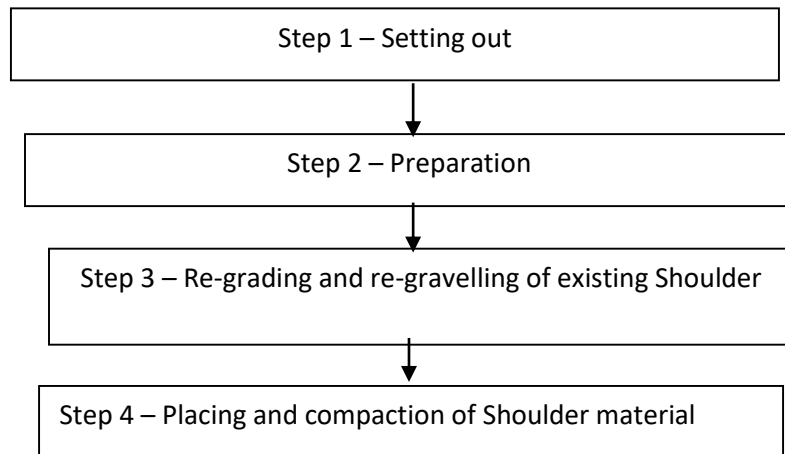 Step 1 – Setting out
Step 2 – Preparation
Step 3 – Re-grading and re-gravelling of existing Shoulder
Step 4 – Placing and compaction of Shoulder material